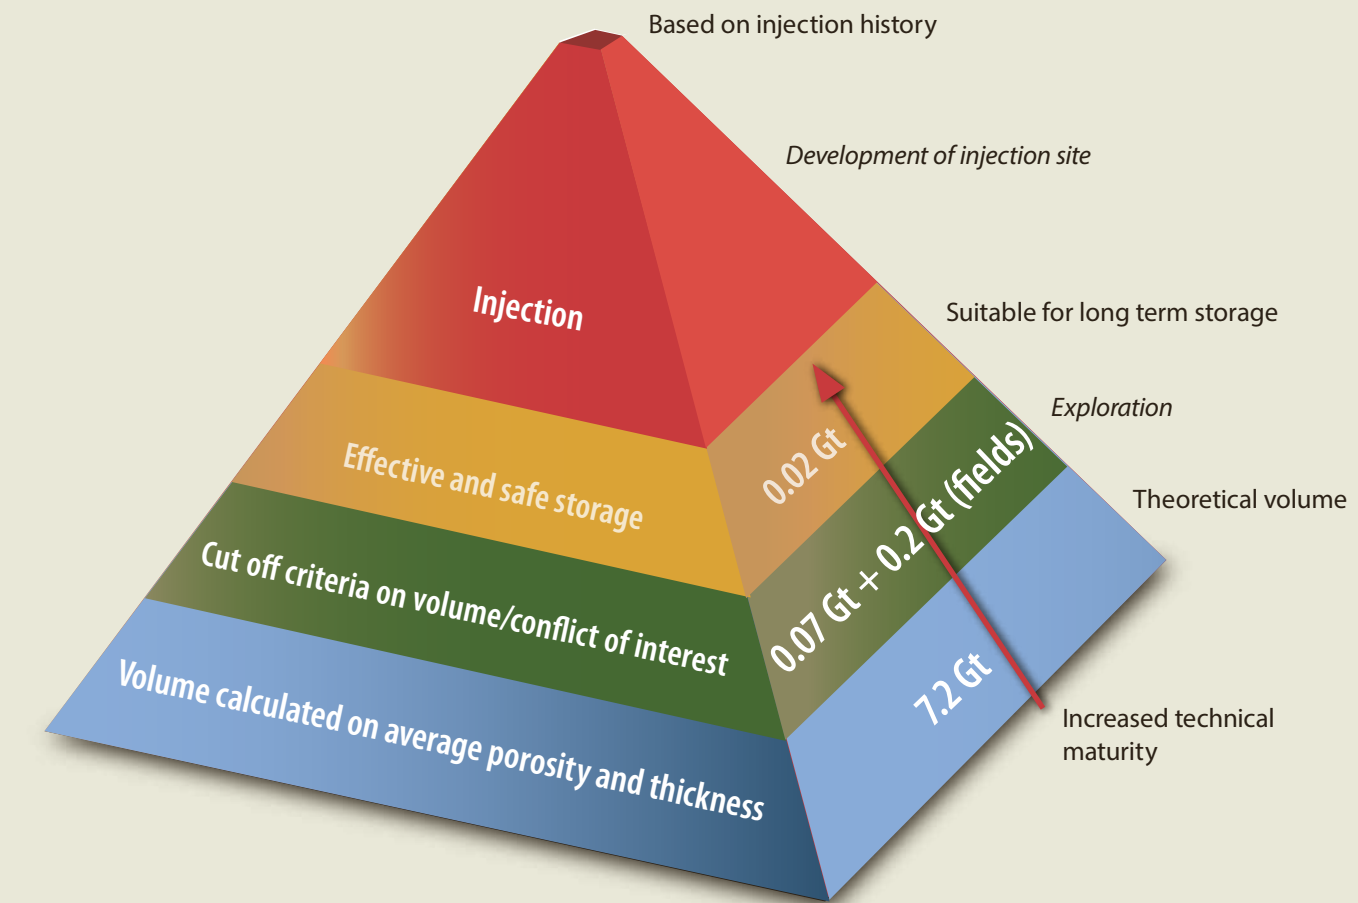 Based on injection history
Development of injection site
Injection
Suitable for long term storage
Exploration
Effective and safe storage
0.02 Gt
Theoretical volume
Cut off criteria on volume/conflict of interest
0.07 Gt + 0.2 Gt (fields)
Volume calculated on average porosity and thickness
7.2 Gt
Increased technical
maturity